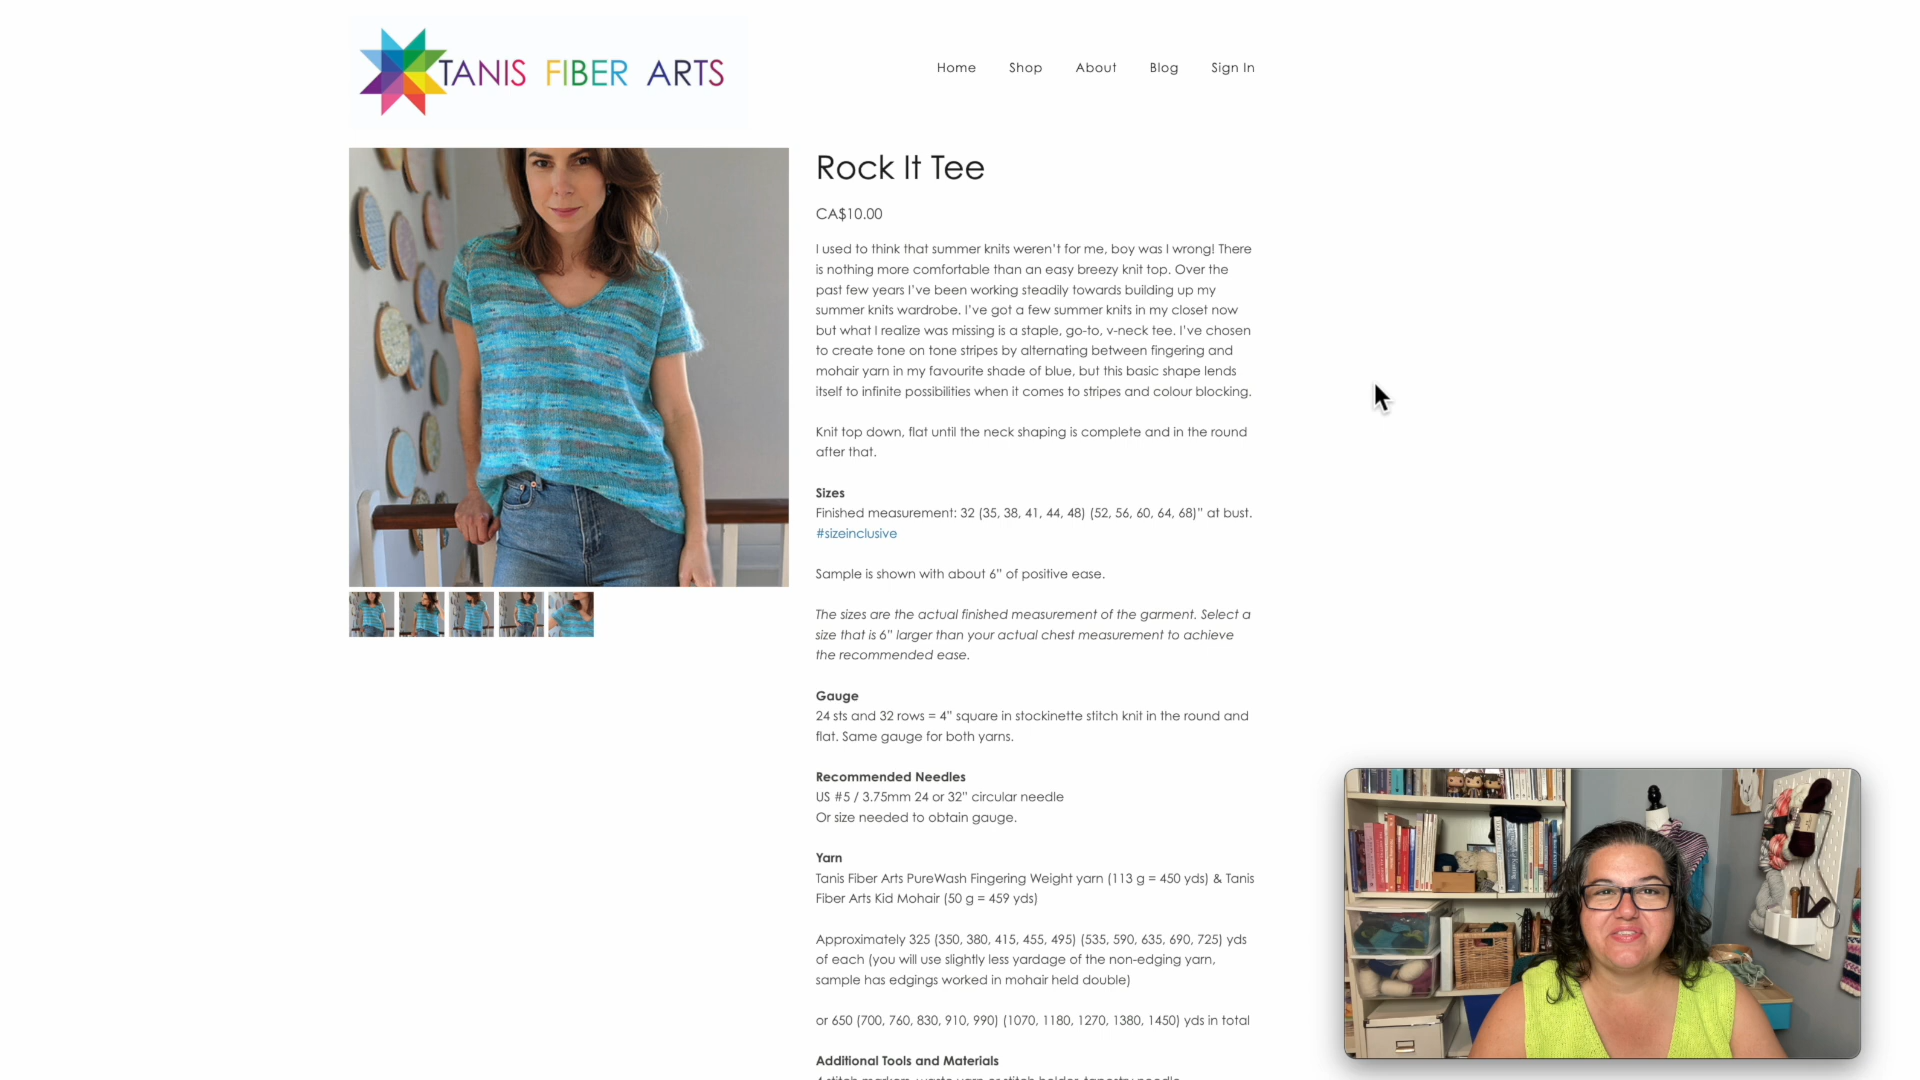 TANIS FIBER ARTS
Home Shop About Blog Sign In
Rock It Tee
CA$10.00
I used to think that summer knits weren't for me, boy was I wrong! There
is nothing more comfortable than an easy breezy knit top. Over the
past few years I've been working steadily towards building up my
summer knits wardrobe. I've got a few summer knits in my closet now
but what I realize was missing is a staple, go-to, v-neck tee. I've chosen
to create tone on tone stripes by alternating between fingering and
mohair yarn in my favourite shade of blue, but this basic shape lends
itself to infinite possibilities when it comes to stripes and colour blocking.
Knit top down, flat until the neck shaping is complete and in the round
after that.
Sizes
Finished measurement: 32 (35, 38, 41, 44, 48) (52, 56, 60, 64, 68)" at bust.
#sizeinclusive
Sample is shown with about 6" of positive ease.
The sizes are the actual finished measurement of the garment. Select a
size that is 6" larger than your actual chest measurement to achieve
the recommended ease.
Gauge
24 sts and 32 rows = 4" square in stockinette stitch knit in the round and
flat. Same gauge for both yarns.
Recommended Needles
US #5 / 3.75mm 24 or 32" circular needle
Or size needed to obtain gauge.
Yarn
Tanis Fiber Arts PureWash Fingering Weight yarn (113 g = 450 yds) & Tanis
Fiber Arts Kid Mohair (50 g = 459 yds)
Approximately 325 (350, 380, 415, 455, 495) (535, 590, 635, 690, 725) yds
of each (you will use slightly less yardage of the non-edging yarn,
sample has edgings worked in mohair held double)
or 650 (700, 760, 830, 910, 990) (1070, 1180, 1270, 1380, 1450) yds in total
Additional Tools and Materials